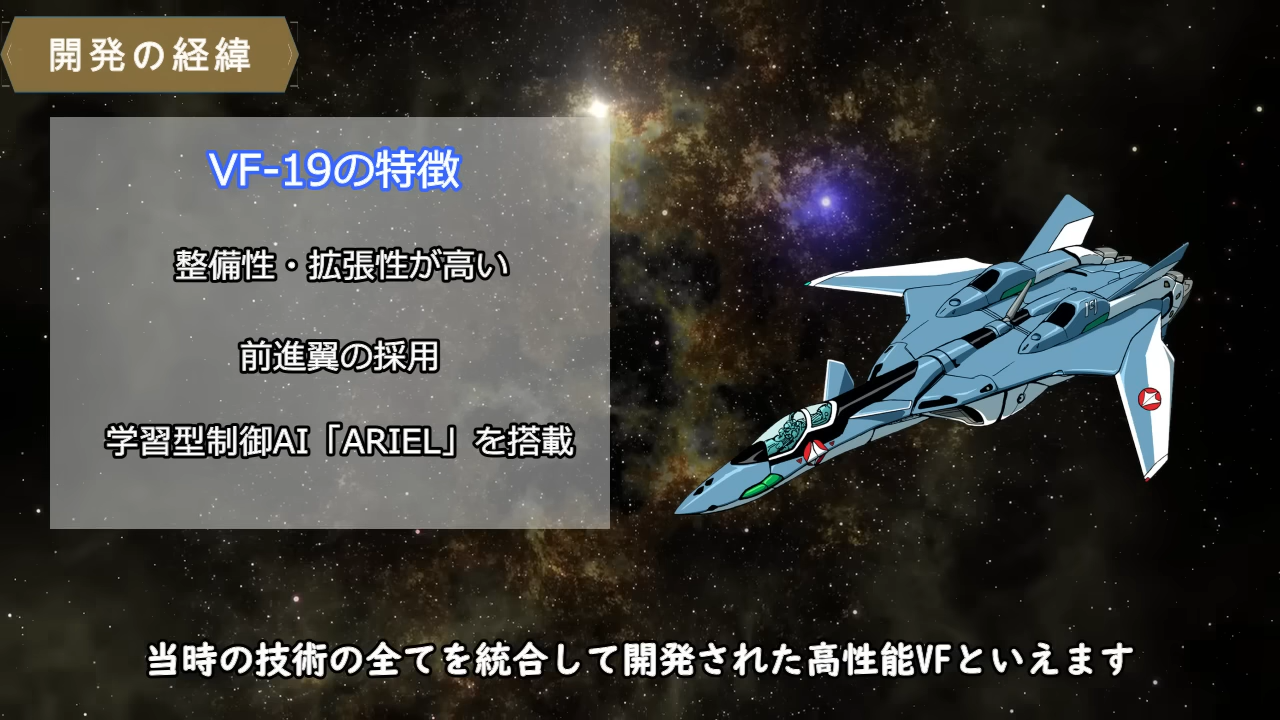 開発の経緯
VF-19の特徴
整備性・拡張性が高い
前進翼の採用
学習型制御AI「ARIEL」を搭載
19
当時の技術の全てを統合して開発された高性能VFといえます